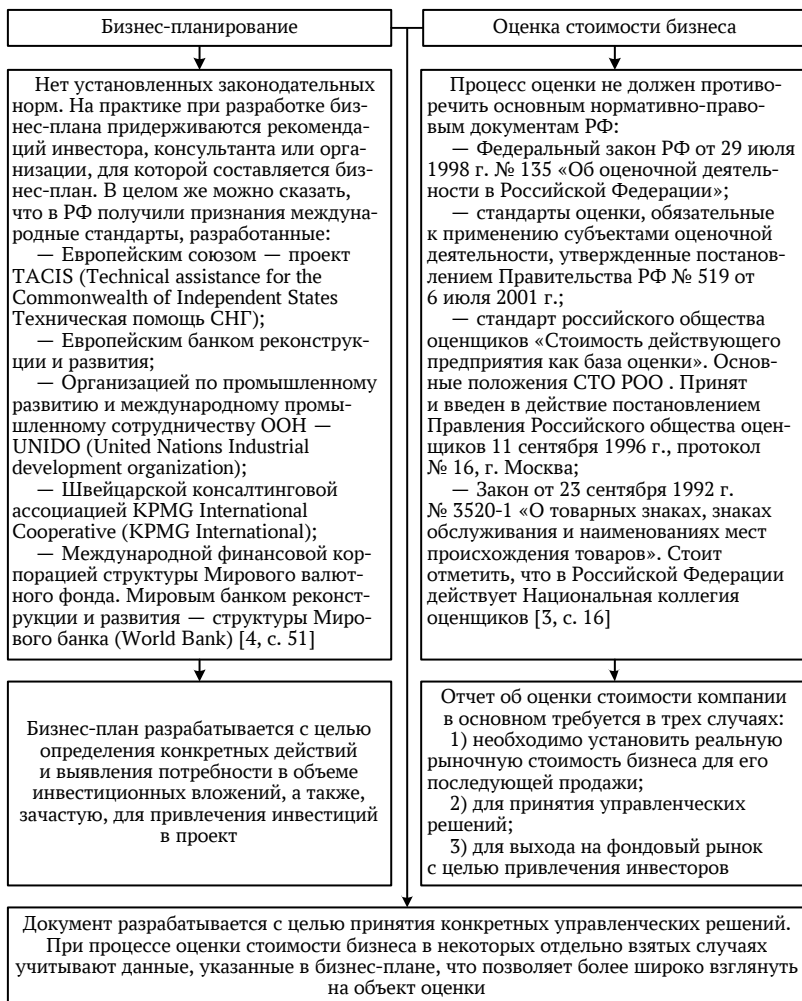 Бизнес-планирование
Оценка стоимости бизнеса
Нет установленных законодательных
норм. На практике при разработке биз-
нес-плана придерживаются рекоменда-
ций инвестора, консультанта или орга-
низации, для которой составляется биз-
нес-план. В целом же можно сказать,
что в РФ получили признания междуна-
родные стандарты, разработанные:
— Европейским союзом — проект
TACIS (Technical assistance for the
Commonwealth of Independent States
Техническая помощь СНГ);
— Европейским банком реконструк-
ции и развития;
— Организацией по промышленному
развитию и международному промы-
шленному сотрудничеству ООН —
UNIDO (United Nations Industrial
development organization);
— Швейцарской консалтинговой
ассоциацией KPMG International
Cooperative (KPMG International);
— Международной финансовой кор-
порацией структуры Мирового валют-
ного фонда. Мировым банком реконст-
рукции и развития — структуры Миро-
вого банка (World Bank) [4, с. 51]
Процесс оценки не должен противо-
речить основным нормативно-право-
вым документам РФ:
— Федеральный закон РФ от 29 июля
1998 г. № 135 «Об оценочной деятель-
ности в Российской Федерации»;
— стандарты оценки, обязательные
к применению субъектами оценочной
деятельности, утвержденные постанов-
лением Правительства РФ № 519 от
6 июля 2001 г.;
— стандарт российского общества
оценщиков «Стоимость действующего
предприятия как база оценки». Основ-
ные положения СТО РОО . Принят
и введен в действие постановлением
Правления Российского общества оцен-
щиков 11 сентября 1996 г., протокол
№ 16, г. Москва;
— Закон от 23 сентября 1992 г.
№ 3520-1 «О товарных знаках, знаках
обслуживания и наименованиях мест
происхождения товаров». Стоит
отметить, что в Российской Федерации
действует Национальная коллегия
оценщиков [3, с. 16]
Бизнес-план разрабатывается с целью
определения конкретных действий
и выявления потребности в объеме
инвестиционных вложений, а также,
зачастую, для привлечения инвестиций
в проект
Отчет об оценки стоимости компании
в основном требуется в трех случаях:
1) необходимо установить реальную
рыночную стоимость бизнеса для его
последующей продажи;
2) для принятия управленческих
решений;
3) для выхода на фондовый рынок
с целью привлечения инвесторов
Документ разрабатывается с целью принятия конкретных управленческих решений.
При процессе оценки стоимости бизнеса в некоторых отдельно взятых случаях
учитывают данные, указанные в бизнес-плане, что позволяет более широко взглянуть
на объект оценки